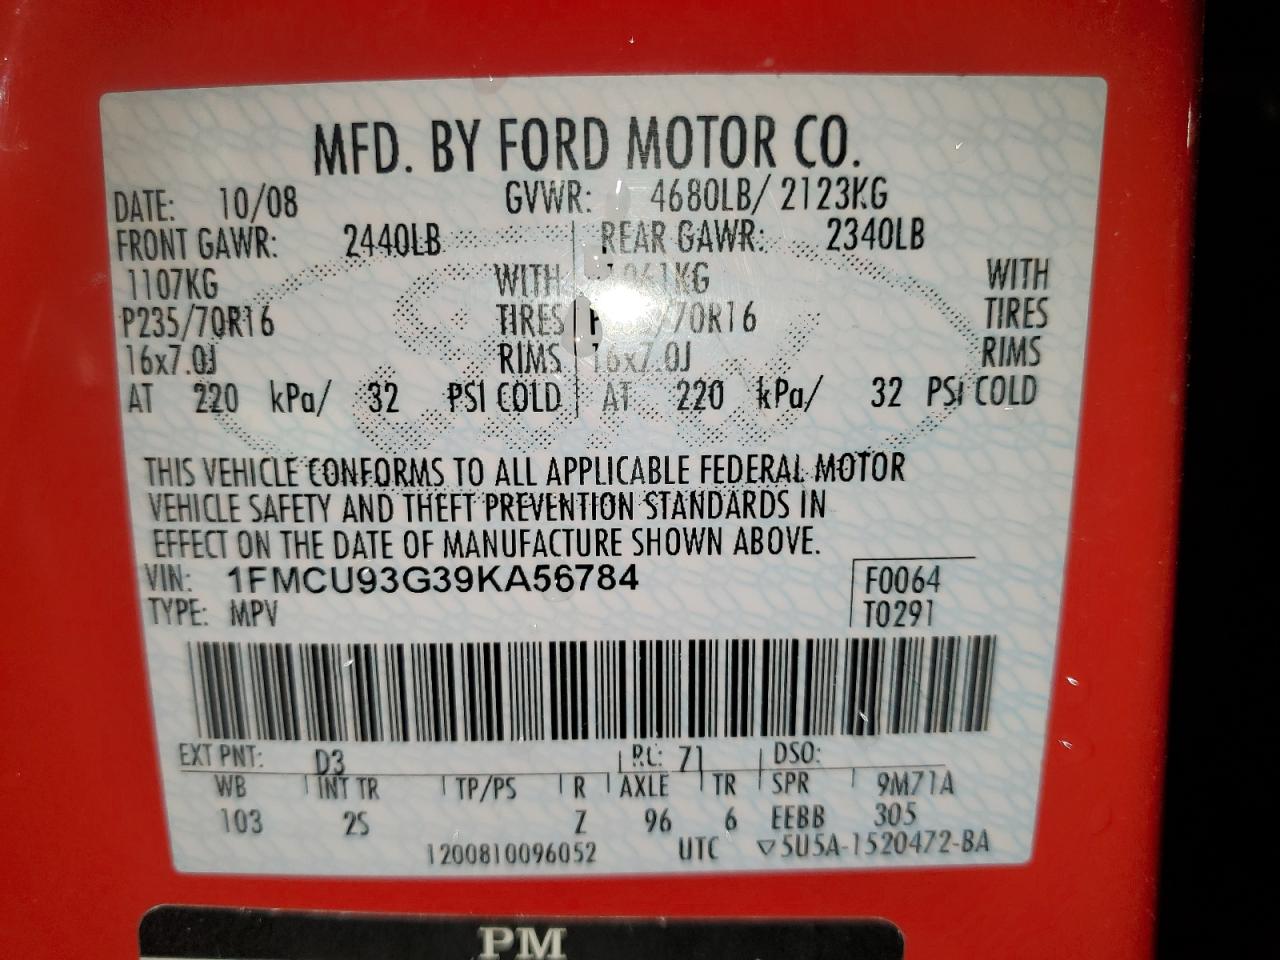 MFD. BY FORD MOTOR CO.
DATE: 10/08 GVWR: 4680LB/ 2123KG
FRONT GAWR: 2440LB REAR GAWR: 2340LB
1107KG WITH 1061KG WITH
P235/70R16 TIRES /70R16 TIRES
16x7.0J RIMS 16x7.0J RIMS
AT 220 kPa/ 32 PSI COLD AT 220 kPa/ 32 PSI COLD
THIS VEHICLE CONFORMS TO ALL APPLICABLE FEDERAL MOTOR
VEHICLE SAFETY AND THEFT PREVENTION STANDARDS IN
EFFECT ON THE DATE OF MANUFACTURE SHOWN ABOVE.
VIN: 1FMCU93G39KA56784 F0064
TYPE: MPV T0291
EXT PNT: D3 RC: 71 DSO:
WB INT TR TP/PS R AXLE TR SPR 9M71A
103 2S Z 96 6 EEBB 305
1200810096052 UTC ▽5U5A-1520472-BA
PM